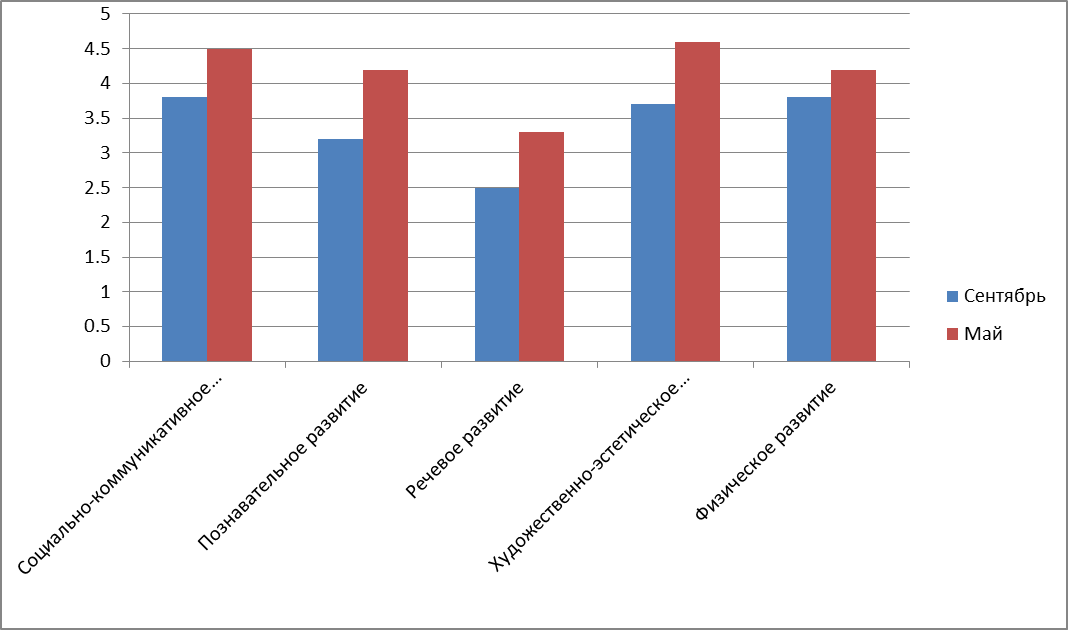 5
4.5
4
3.5
3
2.5
2
1.5
1
0.5
0
Социально-коммуникативное...
Познавательное развитие
Речевое развитие
Художественно-эстетическое...
Физическое развитие
Сентябрь
Май